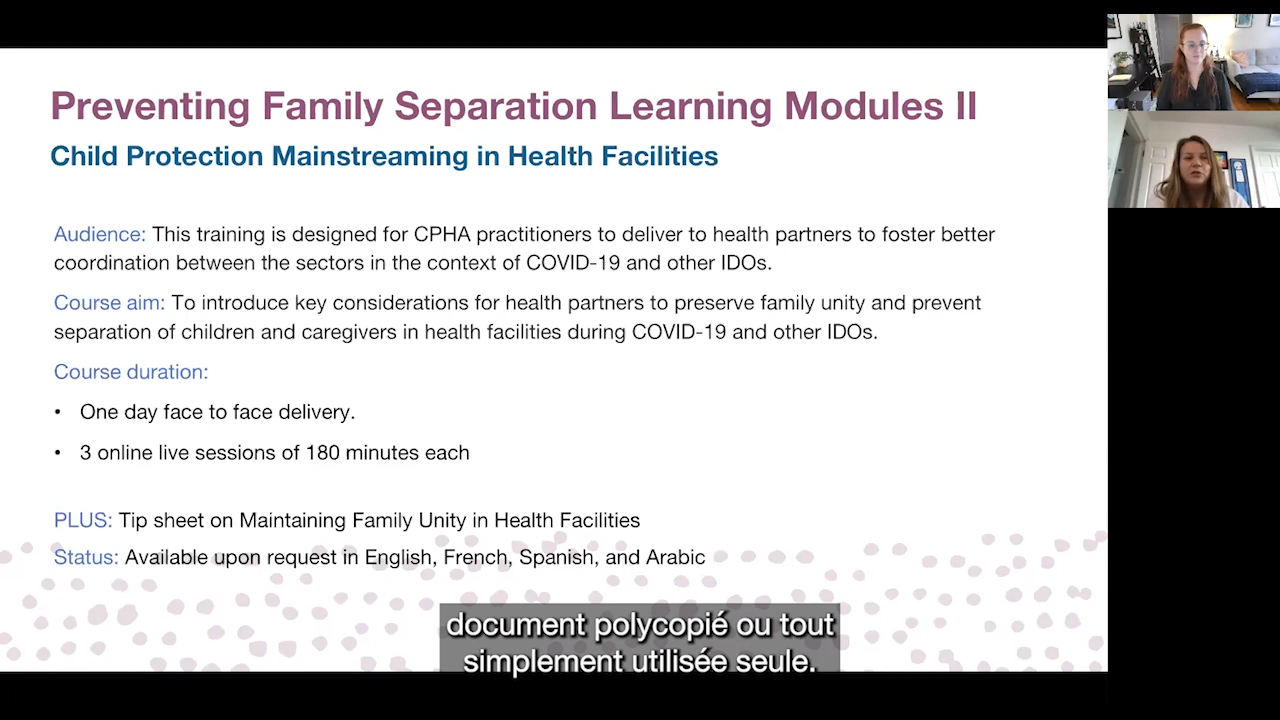 Preventing Family Separation Learning Modules II
Child Protection Mainstreaming in Health Facilities
Audience: This training is designed for CPHA practitioners to deliver to health partners to foster better
coordination between the sectors in the context of COVID-19 and other IDOs.
Course aim: To introduce key considerations for health partners to preserve family unity and prevent
separation of children and caregivers in health facilities during COVID-19 and other IDOs.
Course duration:
• One day face to face delivery.
• 3 online live sessions of 180 minutes each
PLUS: Tip sheet on Maintaining Family Unity in Health Facilities
Status: Available upon request in English, French, Spanish, and Arabic
document polycopié ou tout
simplement utilisée seule.